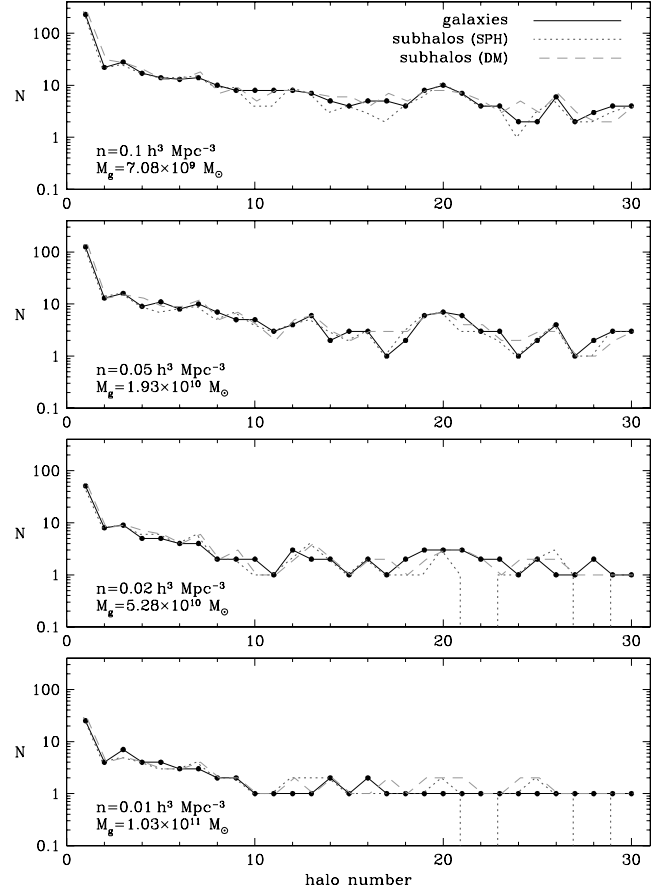 galaxies
subhalos (SPH)
subhalos (DM)
100
10
1
0.1
N
n=0.1 h³ Mpc⁻³
M_g=7.08×10⁹ M_⊙
0 10 20 30
100
10
1
0.1
N
n=0.05 h³ Mpc⁻³
M_g=1.93×10¹⁰ M_⊙
0 10 20 30
100
10
1
0.1
N
n=0.02 h³ Mpc⁻³
M_g=5.28×10¹⁰ M_⊙
0 10 20 30
100
10
1
0.1
N
n=0.01 h³ Mpc⁻³
M_g=1.03×10¹¹ M_⊙
0 10 20 30
halo number